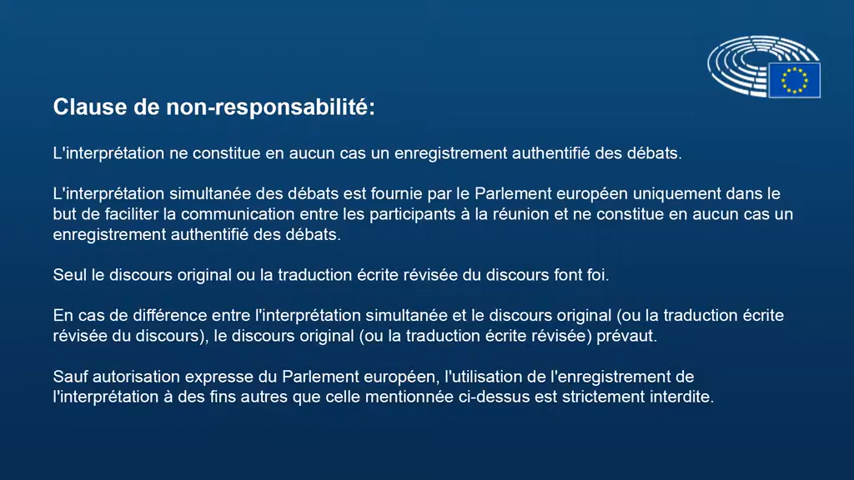 Clause de non-responsabilité:
L'interprétation ne constitue en aucun cas un enregistrement authentifié des débats.
L'interprétation simultanée des débats est fournie par le Parlement européen uniquement dans le
but de faciliter la communication entre les participants à la réunion et ne constitue en aucun cas un
enregistrement authentifié des débats.
Seul le discours original ou la traduction écrite révisée du discours font foi.
En cas de différence entre l'interprétation simultanée et le discours original (ou la traduction écrite
révisée du discours), le discours original (ou la traduction écrite révisée) prévaut.
Sauf autorisation expresse du Parlement européen, l'utilisation de l'enregistrement de
l'interprétation à des fins autres que celle mentionnée ci-dessus est strictement interdite.